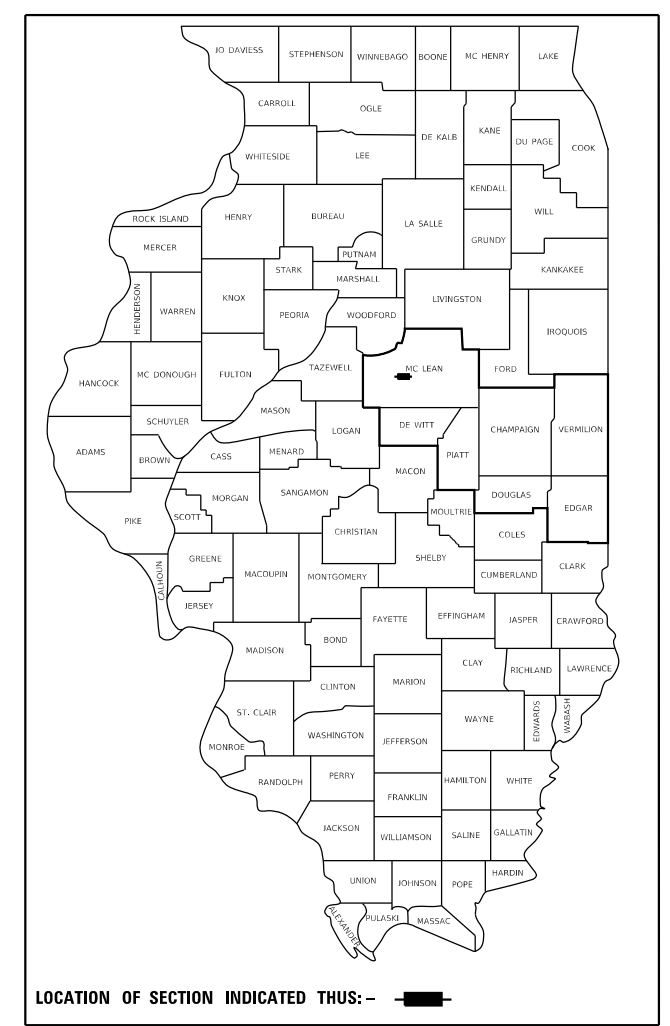 JO DAVIESS STEPHENSON WINNEBAGO BOONE MC HENRY LAKE
CARROLL OGLE
DE KALB KANE DU PAGE COOK
WHITESIDE LEE
KENDALL
ROCK ISLAND HENRY BUREAU LA SALLE WILL
MERCER PUTNAM GRUNDY
STARK MARSHALL KANKAKEE
HENDERSON WARREN KNOX PEORIA WOODFORD LIVINGSTON
IROQUOIS
HANCOCK MC DONOUGH FULTON TAZEWELL MC LEAN FORD
MASON
SCHUYLER LOGAN DE WITT CHAMPAIGN VERMILION
ADAMS BROWN CASS MENARD MACON PIATT
MORGAN SANGAMON DOUGLAS
PIKE SCOTT CHRISTIAN MOULTRIE EDGAR
COLES
GREENE SHELBY
CALHOUN MACOUPIN MONTGOMERY CUMBERLAND CLARK
JERSEY
FAYETTE EFFINGHAM JASPER CRAWFORD
MADISON BOND
CLAY RICHLAND LAWRENCE
CLINTON MARION
ST. CLAIR WAYNE EDWARDS WABASH
WASHINGTON JEFFERSON
MONROE
RANDOLPH PERRY HAMILTON WHITE
FRANKLIN
JACKSON WILLIAMSON SALINE GALLATIN
HARDIN
UNION JOHNSON POPE
ALEXANDER PULASKI MASSAC
LOCATION OF SECTION INDICATED THUS: –